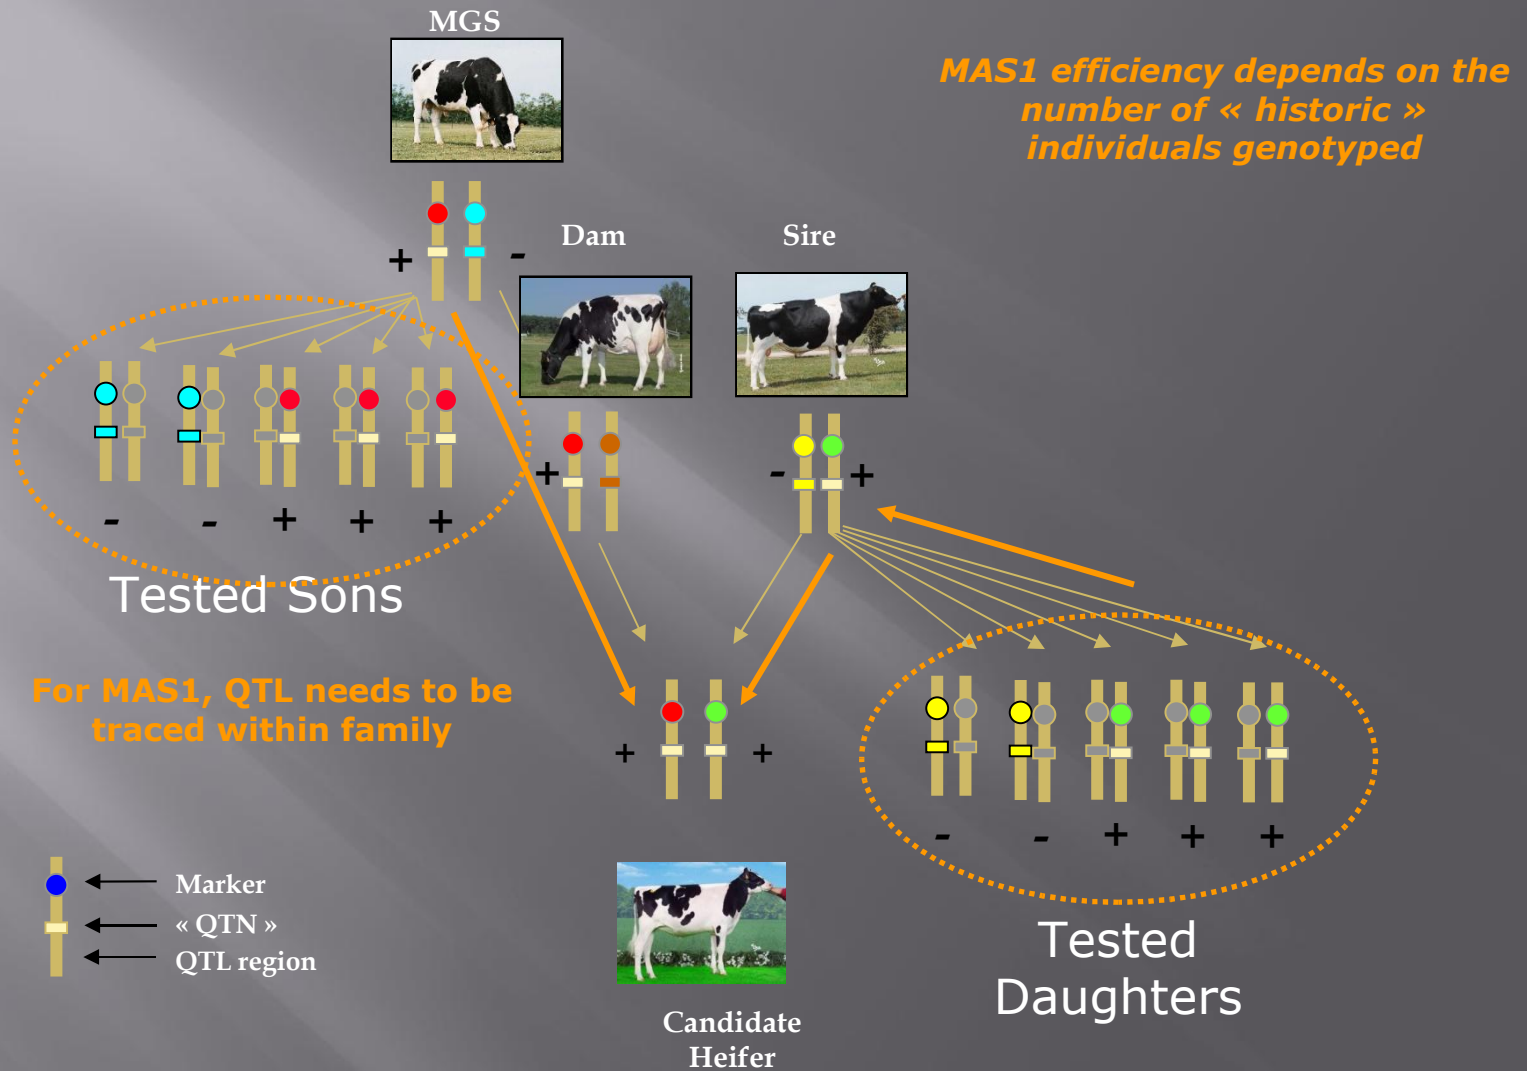 MGS
MAS1 efficiency depends on the
number of « historic »
individuals genotyped
Dam
Sire
+ -
+
- +
- - + + +
Tested Sons
For MAS1, QTL needs to be
traced within family
+ +
- - + + +
Marker
« QTN »
QTL region
Tested
Daughters
Candidate
Heifer